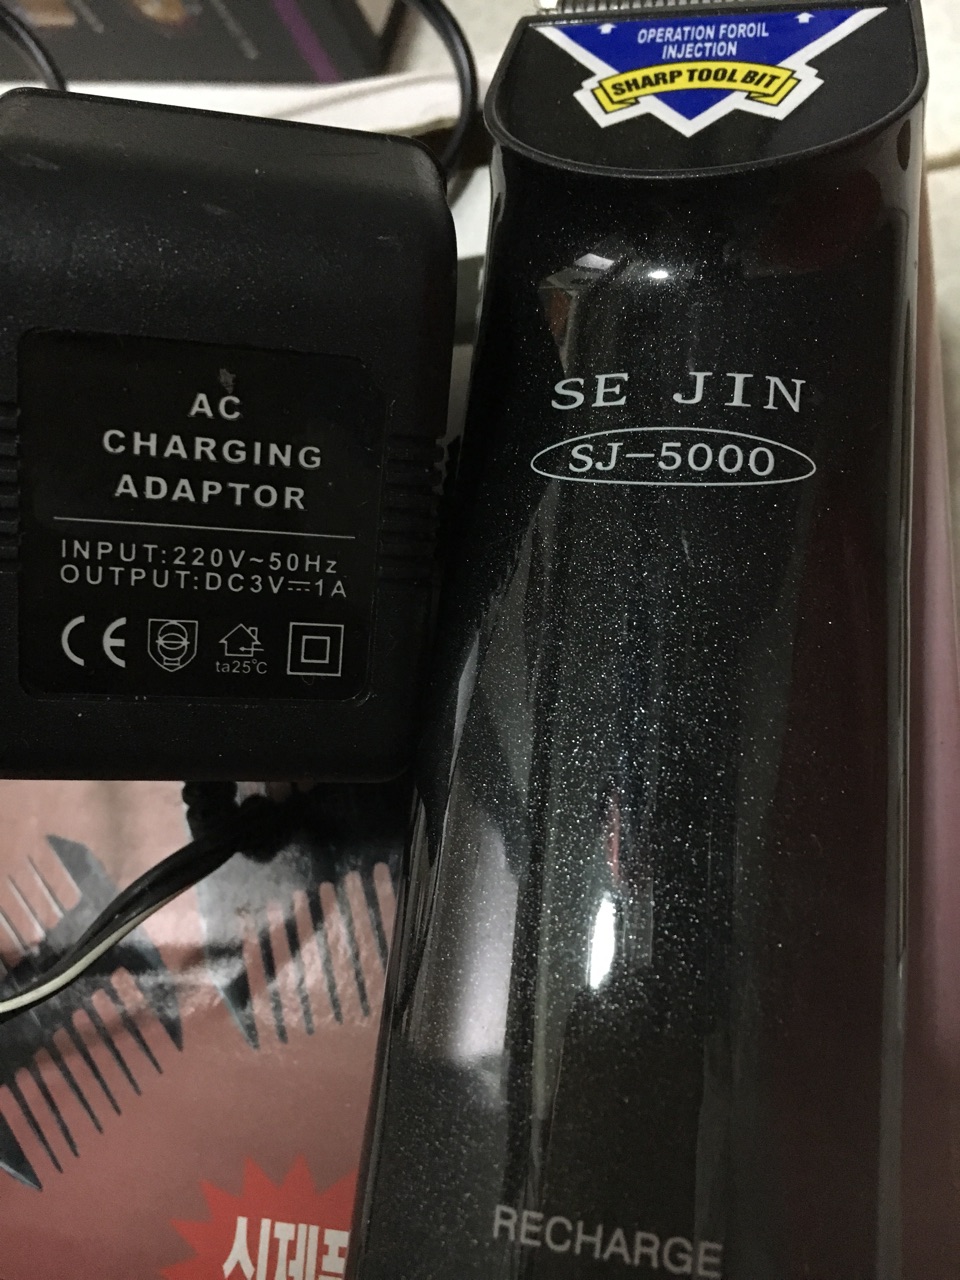 OPERATION FOROIL
INJECTION
SHARP TOOL BIT
SE JIN
SJ-5000
RECHARGE
AC
CHARGING
ADAPTOR
INPUT:220V~50Hz
OUTPUT:DC3V⎓1A
CE
ta25℃